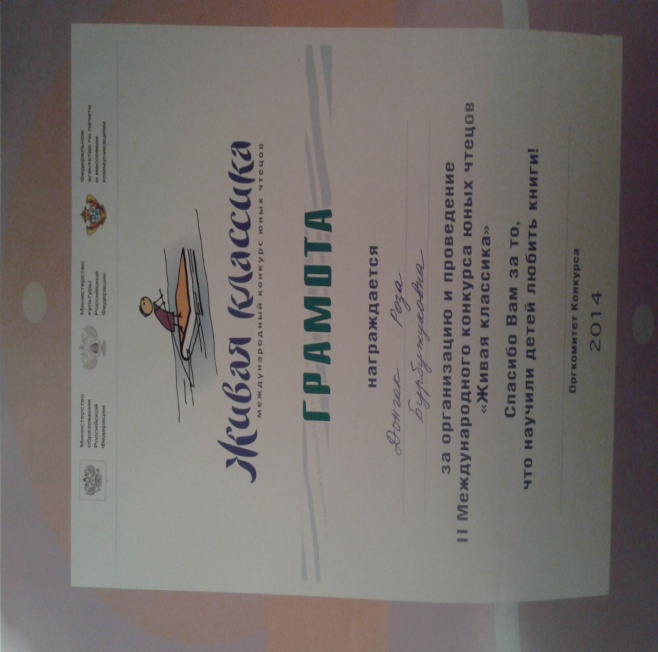 Министерство
образования
Российской
Федерации
Министерство
культуры
Российской
Федерации
Федеральное
агентство по печати
и массовым
коммуникациям
Живая классика
международный конкурс юных чтецов
ГРАМОТА
награждается
Донгак Роза
за организацию и проведение
II Международного конкурса юных чтецов
«Живая классика»
Спасибо Вам за то,
что научили детей любить книги!
Оргкомитет Конкурса
2014